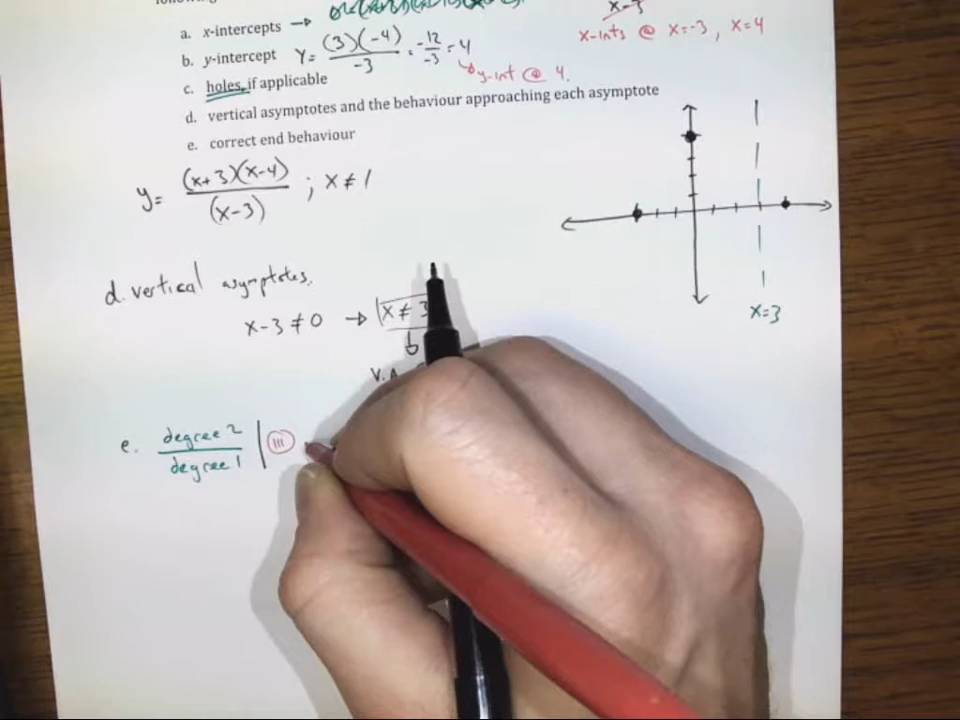 a. x-intercepts →
x-3
x-ints @ x=-3, x=4
b. y-intercept y= (3)(-4)/-3 = -12/-3 = 4
↳ y-int @ 4.
c. holes, if applicable
d. vertical asymptotes and the behaviour approaching each asymptote
e. correct end behaviour
y= (x+3)(x-4)/(x-3) ; x≠1
d. vertical asymptotes,
x-3≠0 → x≠3
x=3
V.A.
e. degree 2/degree 1 | III